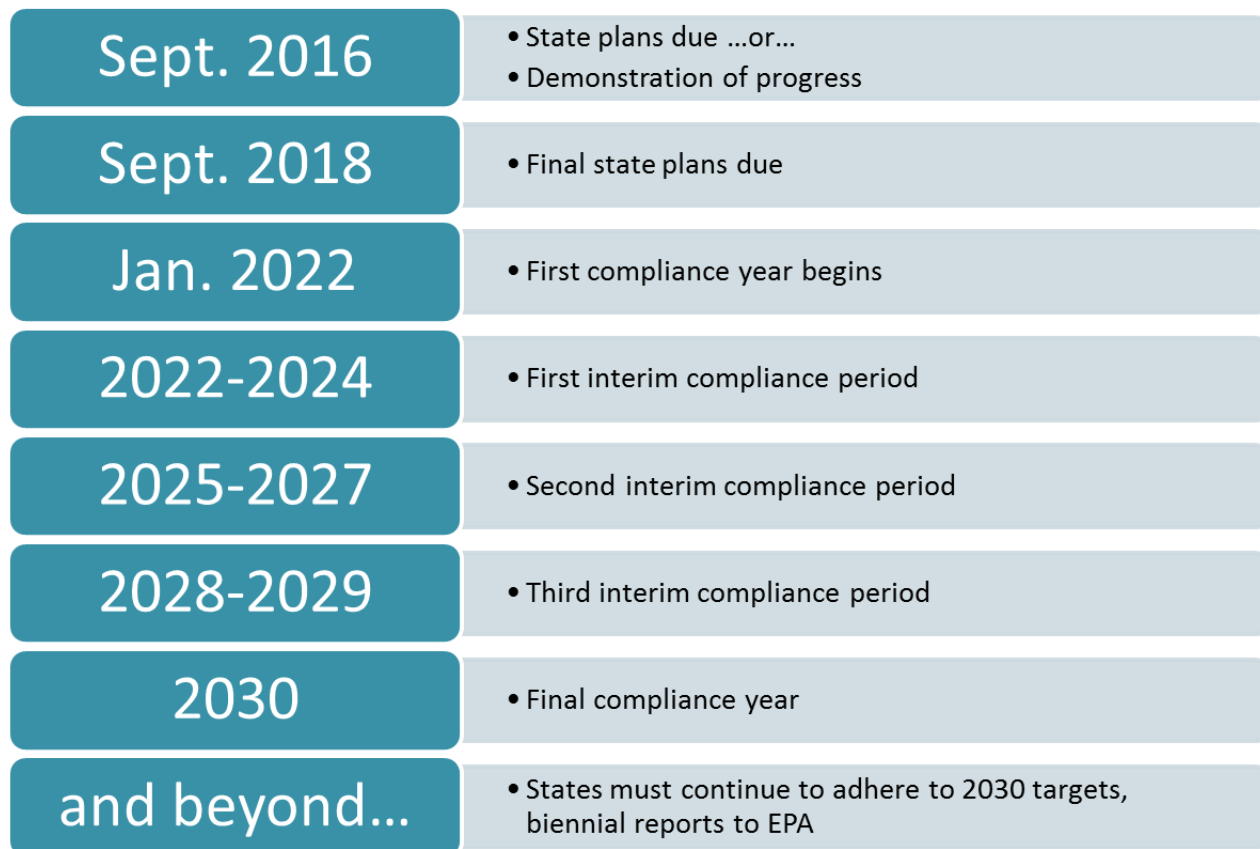 Sept. 2016
• State plans due …or…
• Demonstration of progress
Sept. 2018
• Final state plans due
Jan. 2022
• First compliance year begins
2022-2024
• First interim compliance period
2025-2027
• Second interim compliance period
2028-2029
• Third interim compliance period
2030
• Final compliance year
and beyond…
• States must continue to adhere to 2030 targets,
biennial reports to EPA